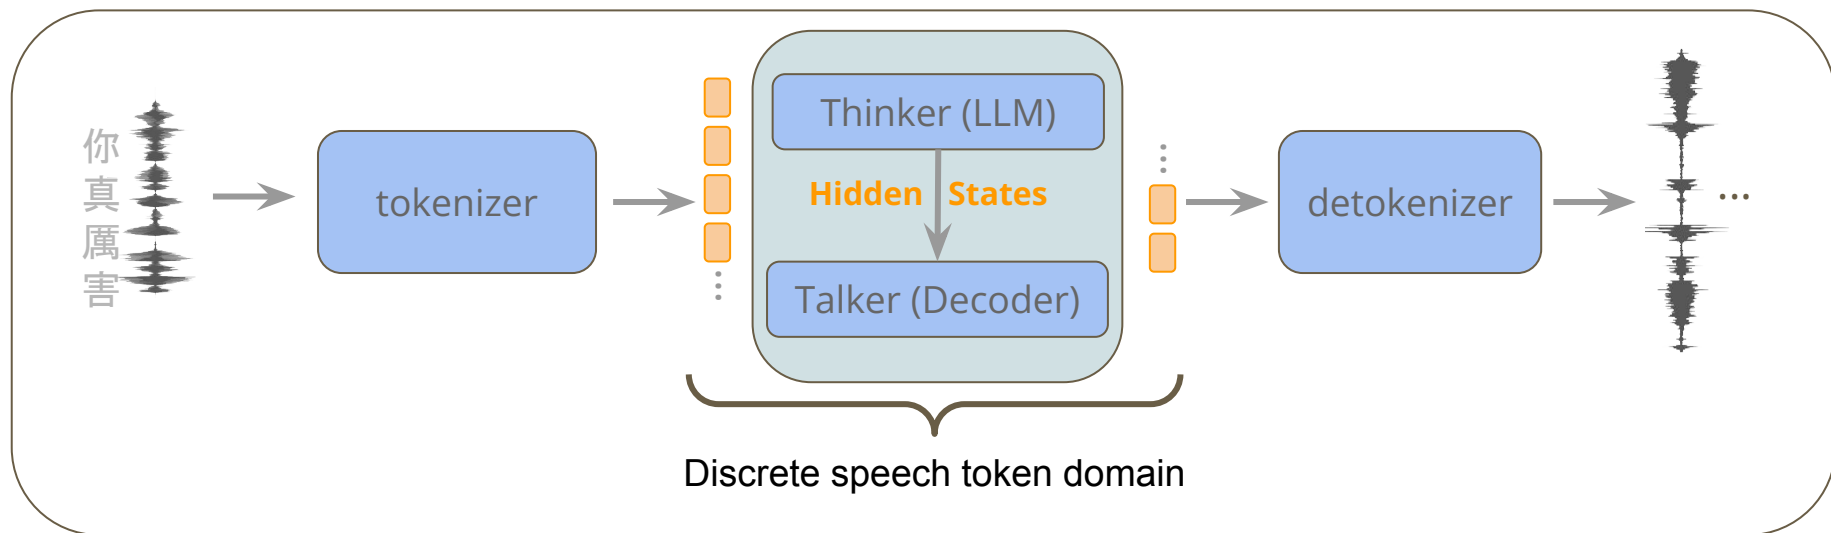 你真厲害
tokenizer
Thinker (LLM)
Hidden States
Talker (Decoder)
detokenizer
...
Discrete speech token domain